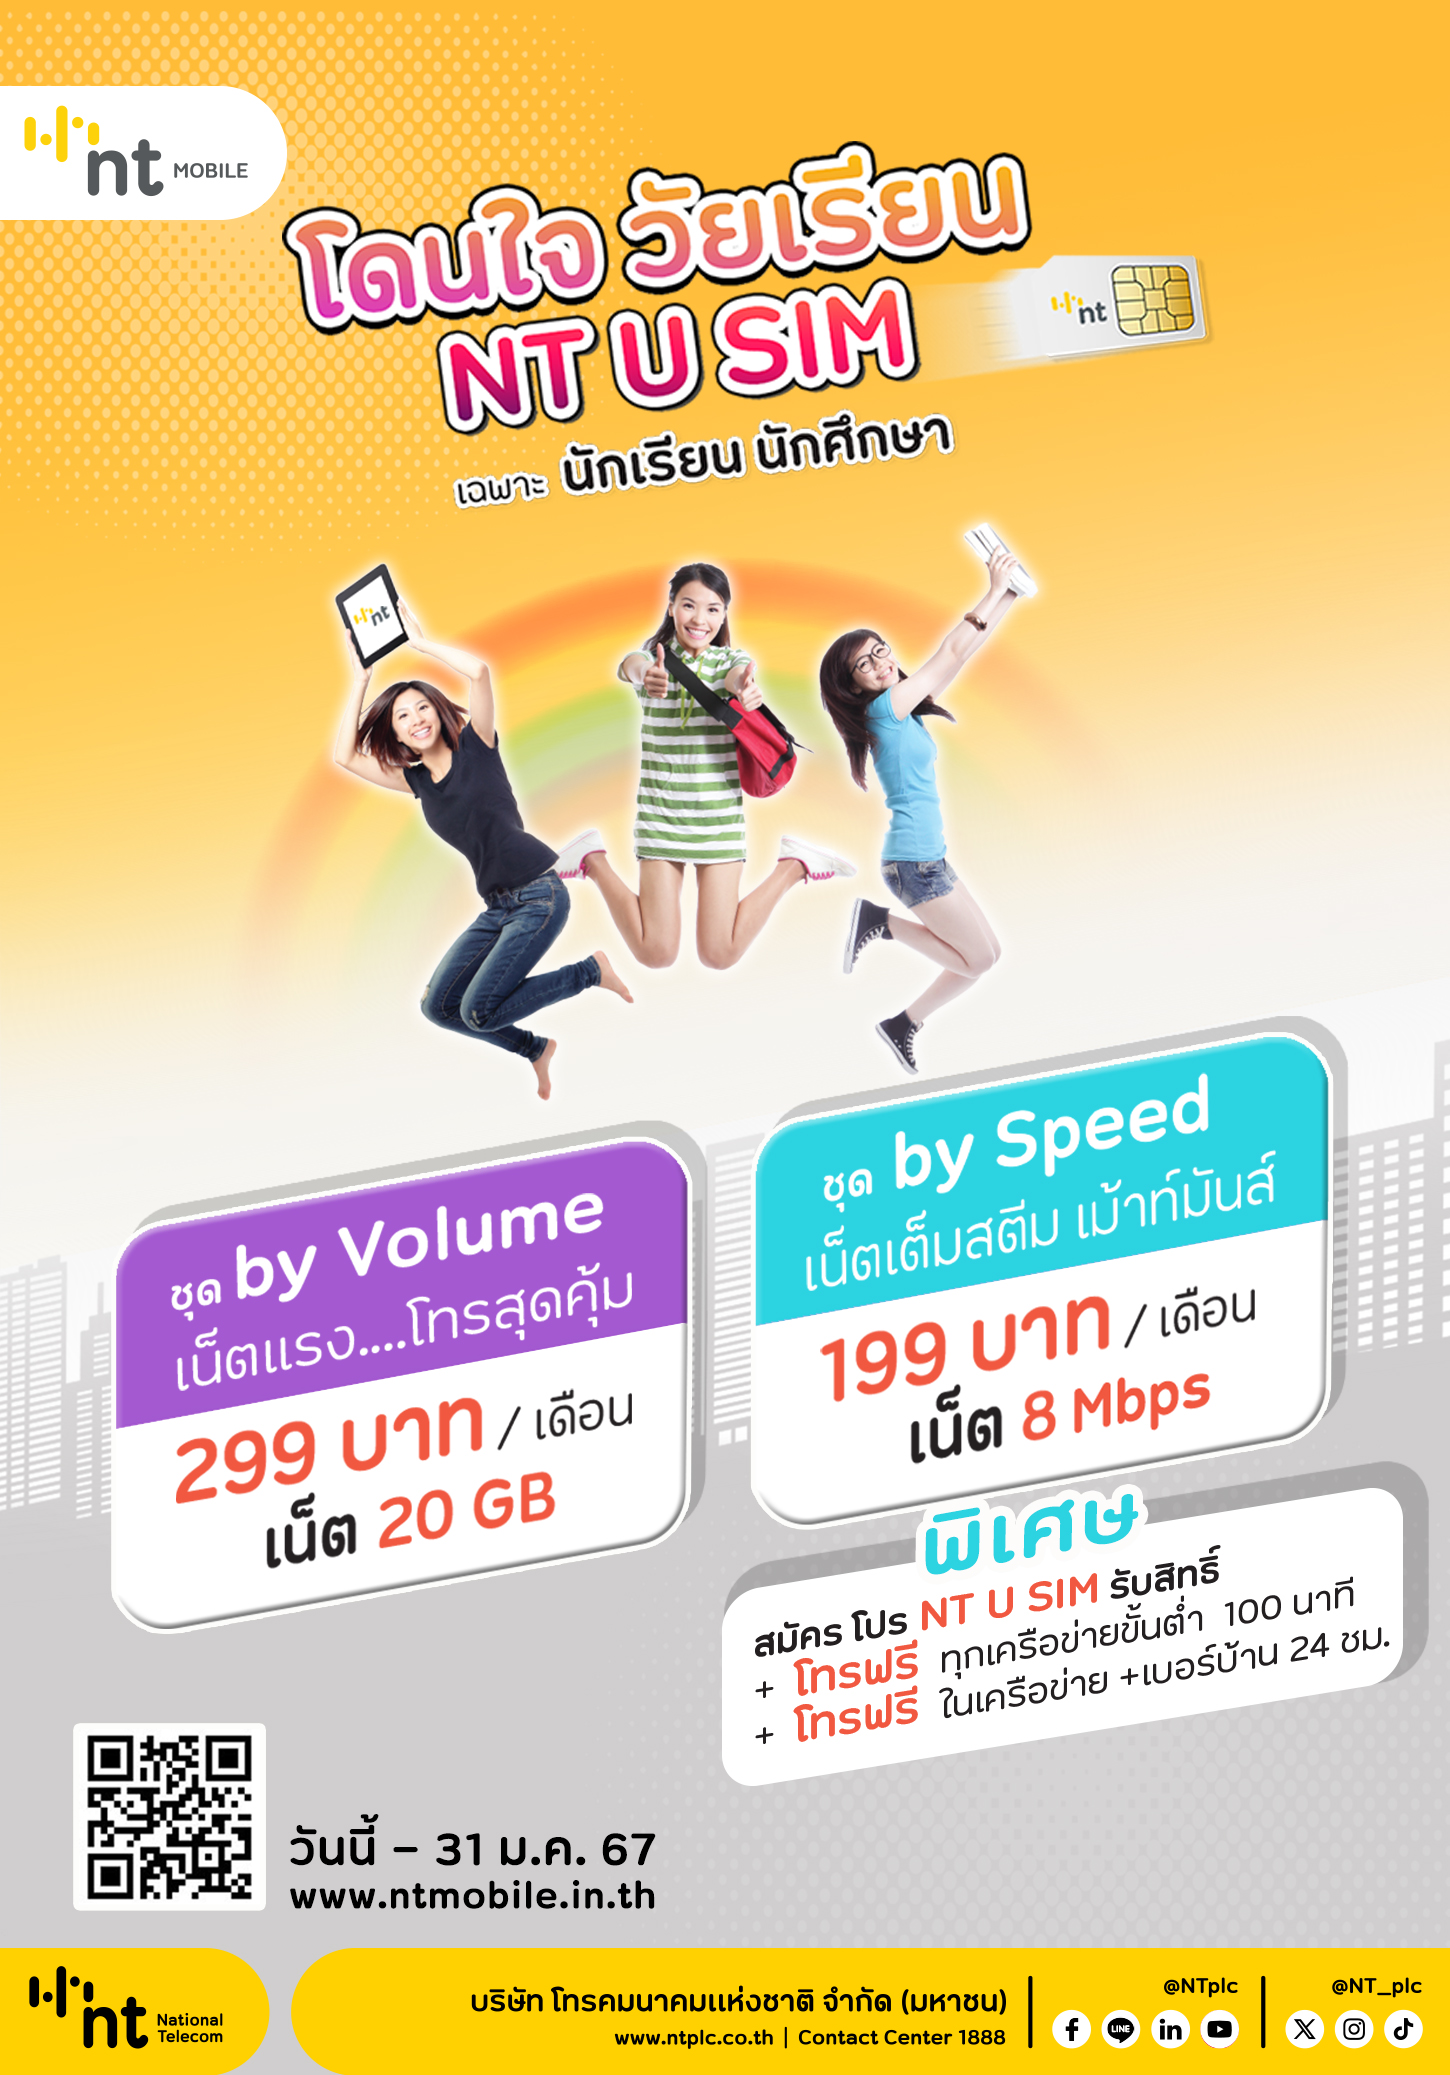 nt MOBILE
โดนใจ วัยเรียน
NT U SIM
nt
เฉพาะ นักเรียน นักศึกษา
nt
ชุด by Volume
เน็ตแรง....โทรสุดคุ้ม
299 บาท / เดือน
เน็ต 20 GB
ชุด by Speed
เน็ตเต็มสตีม เม้าท์มันส์
199 บาท / เดือน
เน็ต 8 Mbps
พิเศษ
สมัคร โปร NT U SIM รับสิทธิ์
+ โทรฟรี ทุกเครือข่ายขั้นต่ำ 100 นาที
+ โทรฟรี ในเครือข่าย +เบอร์บ้าน 24 ชม.
วันนี้ – 31 ม.ค. 67
www.ntmobile.in.th
nt National Telecom
บริษัท โทรคมนาคมแห่งชาติ จำกัด (มหาชน)
www.ntplc.co.th | Contact Center 1888
@NTplc
LINE
@NT_plc